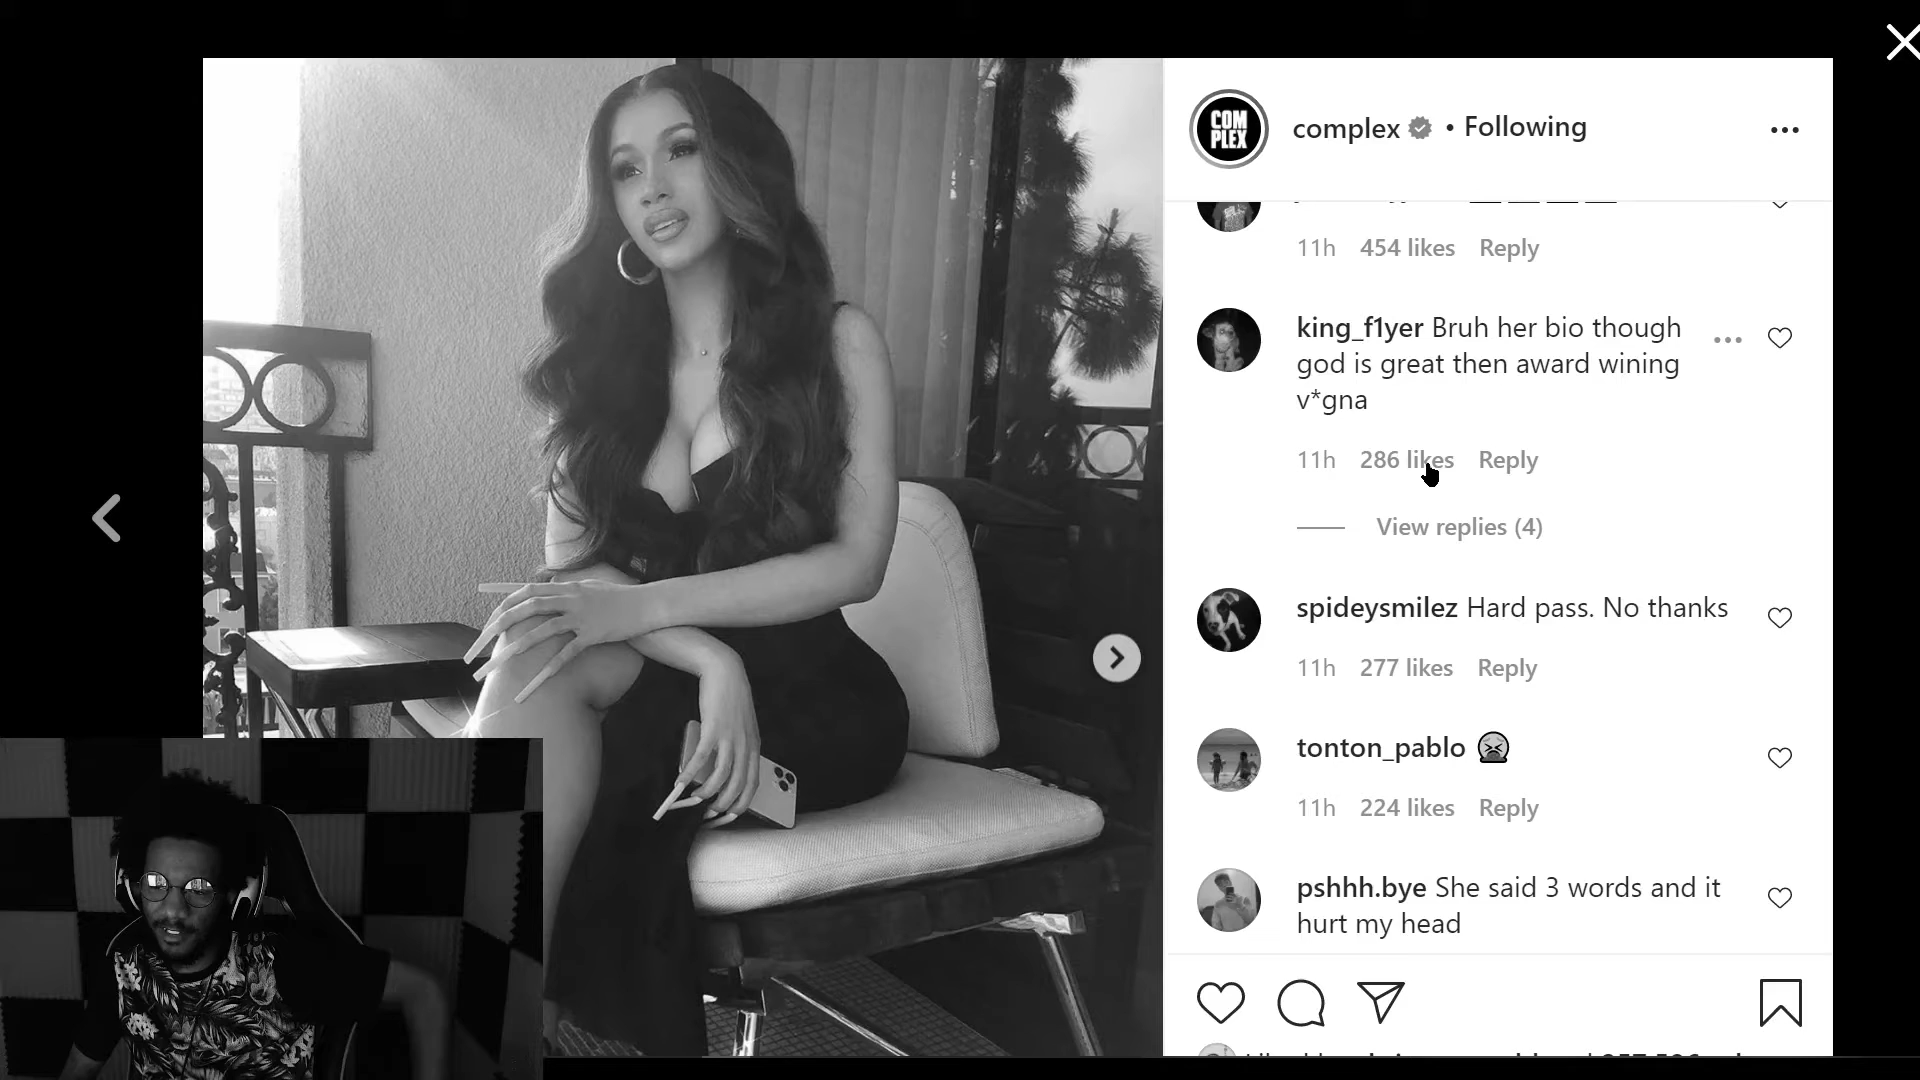 COM
PLEX
complex • Following
11h 454 likes Reply
king_f1yer Bruh her bio though
god is great then award wining
v*gna
11h 286 likes Reply
View replies (4)
spideysmilez Hard pass. No thanks
11h 277 likes Reply
tonton_pablo
11h 224 likes Reply
pshhh.bye She said 3 words and it
hurt my head